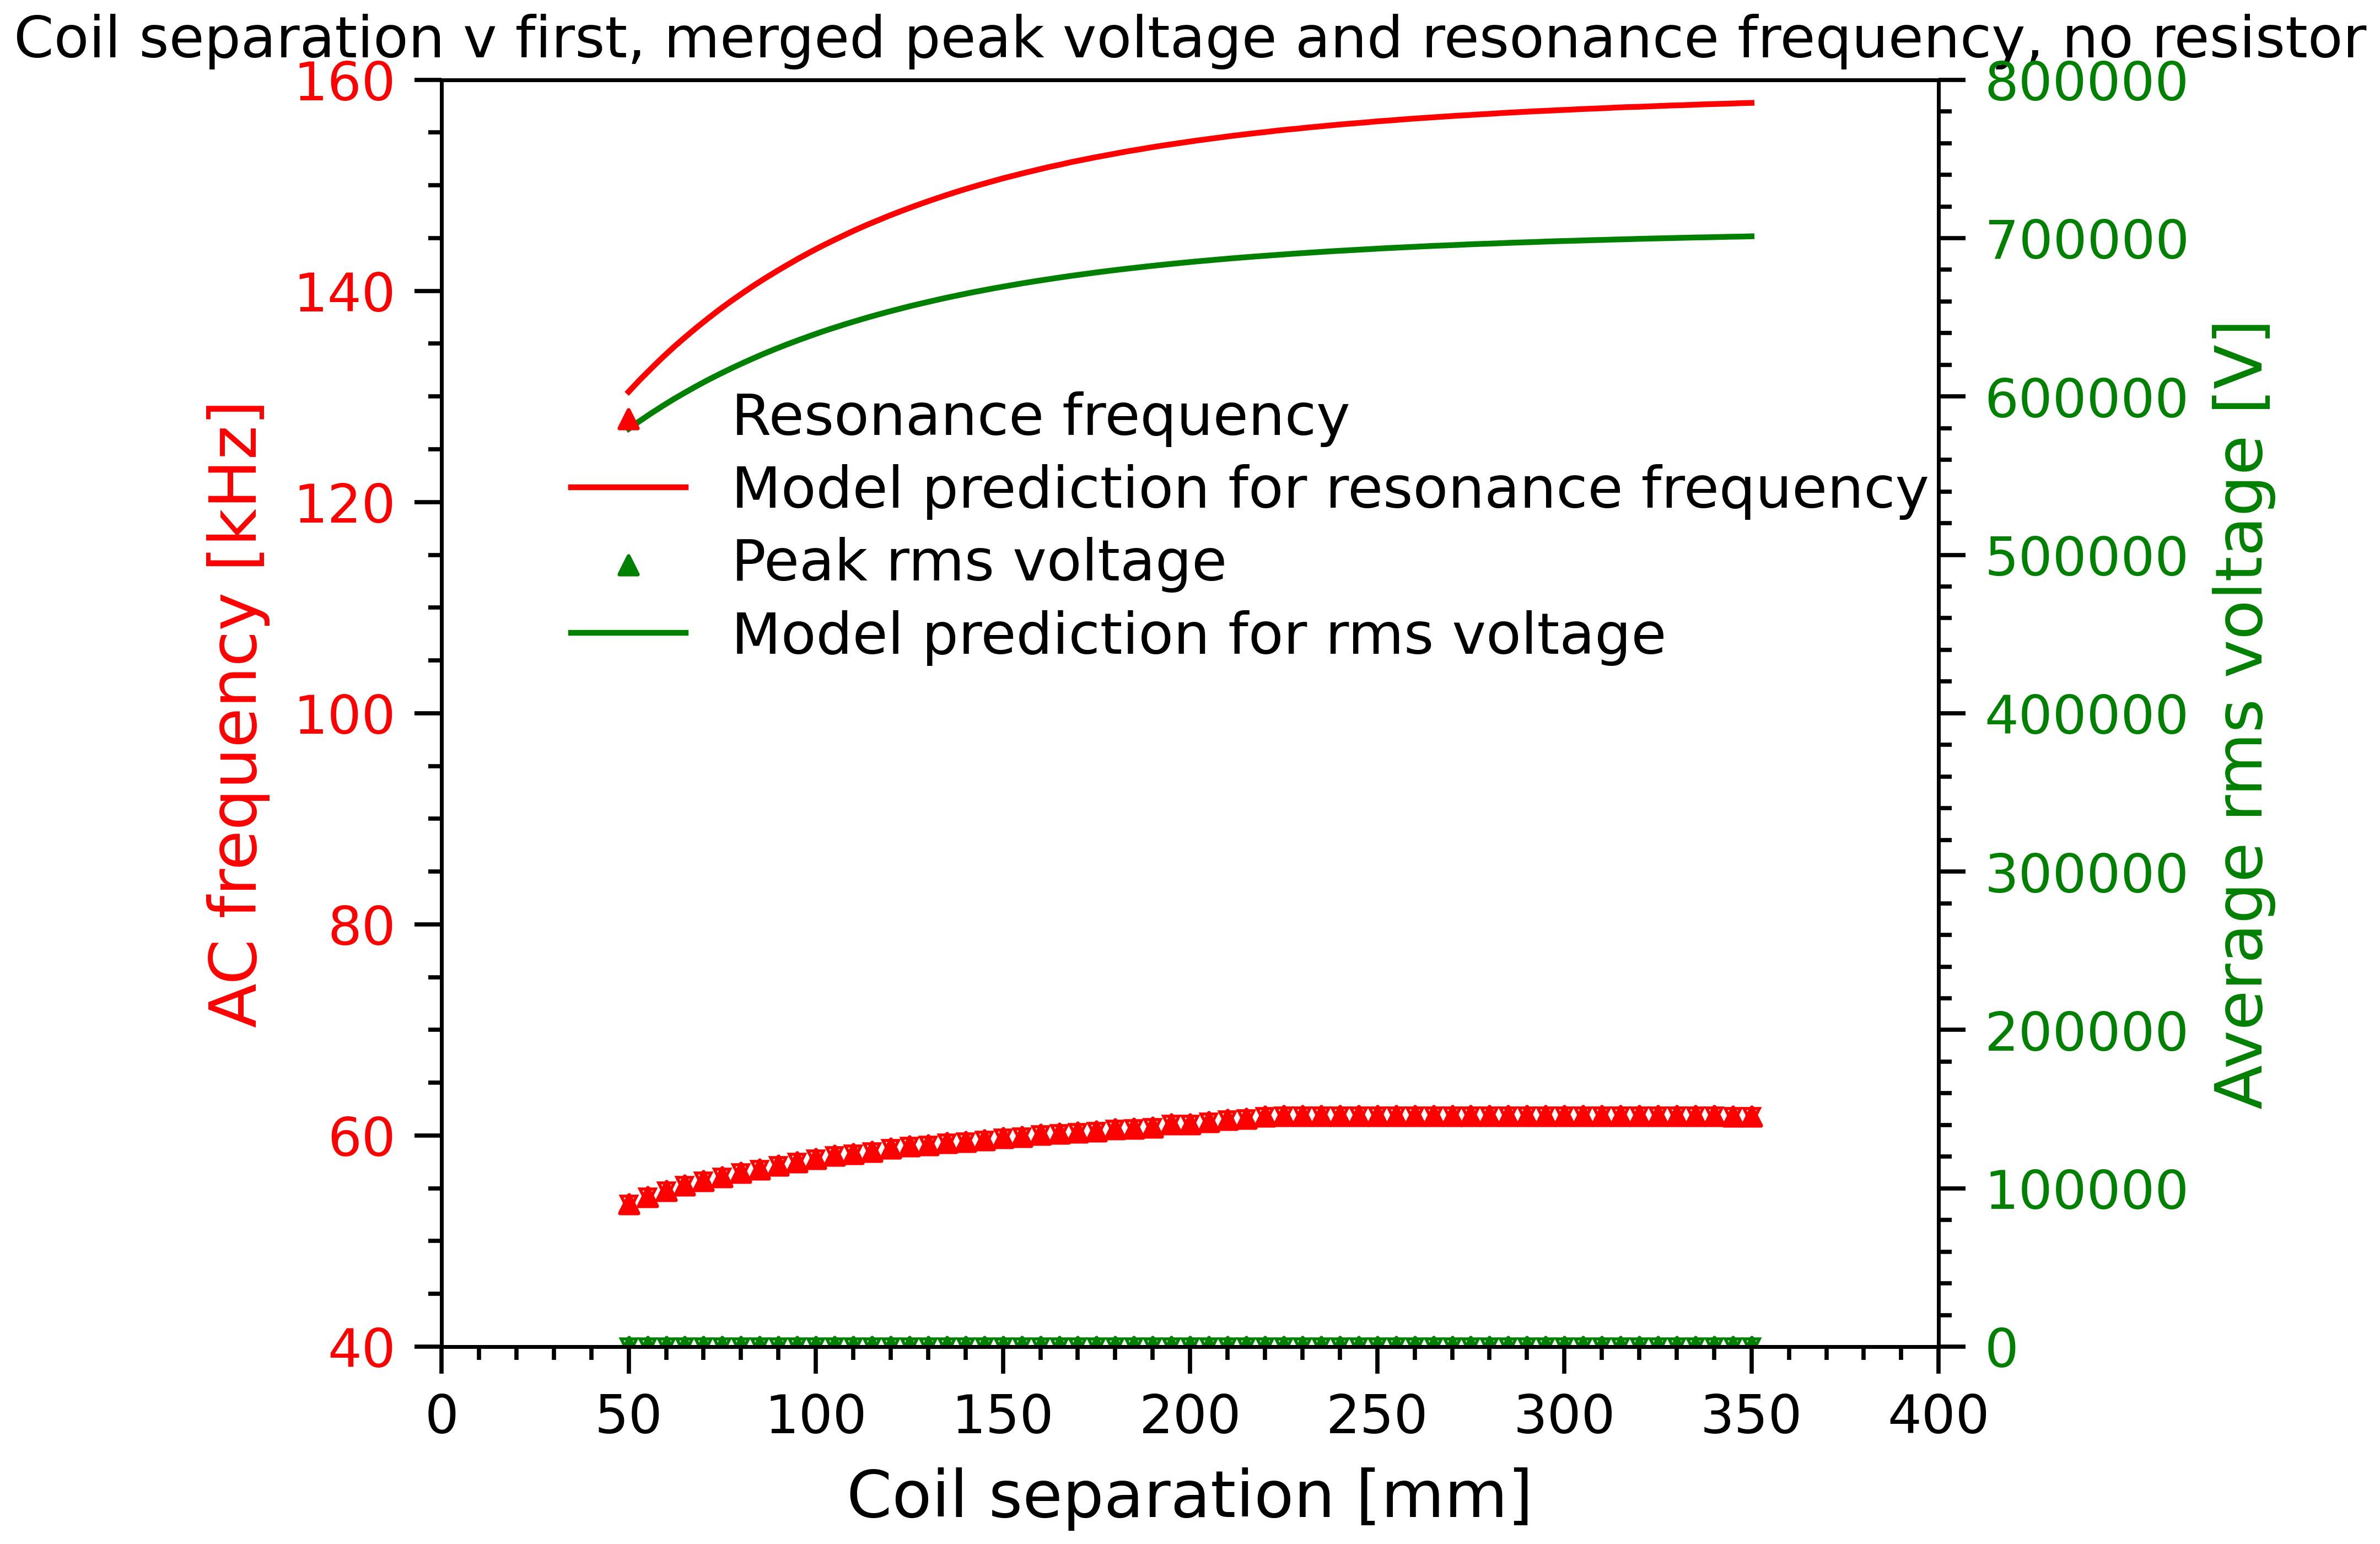 Coil separation v first, merged peak voltage and resonance frequency, no resistor
160
140
120
100
80
60
40
AC frequency [kHz]
Resonance frequency
Model prediction for resonance frequency
Peak rms voltage
Model prediction for rms voltage
800000
700000
600000
500000
400000
300000
200000
100000
0
Average rms voltage [V]
0 50 100 150 200 250 300 350 400
Coil separation [mm]